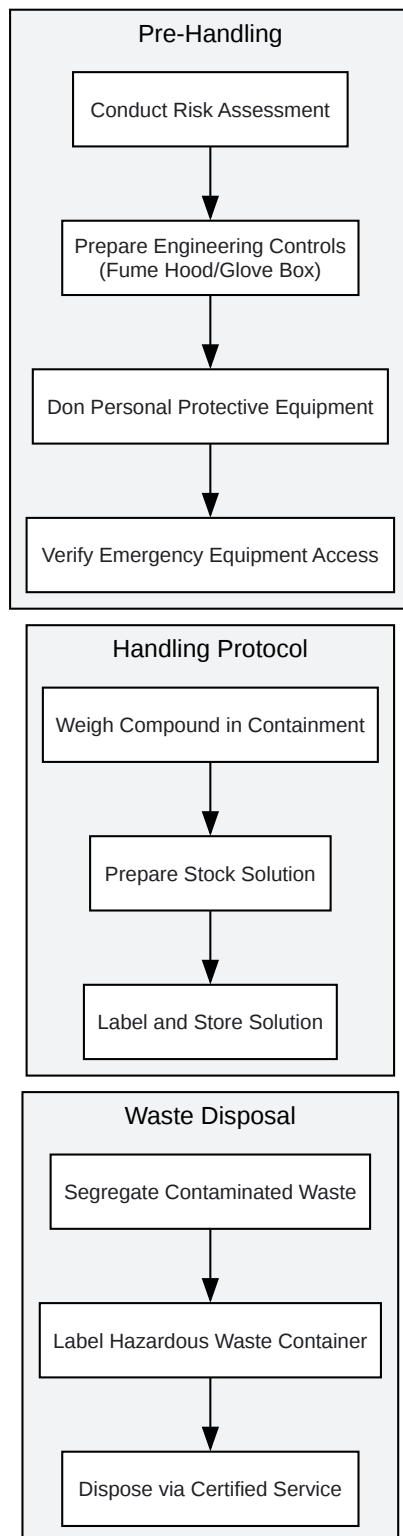 Pre-Handling
Conduct Risk Assessment
Prepare Engineering Controls
(Fume Hood/Glove Box)
Don Personal Protective Equipment
Verify Emergency Equipment Access
Handling Protocol
Weigh Compound in Containment
Prepare Stock Solution
Label and Store Solution
Waste Disposal
Segregate Contaminated Waste
Label Hazardous Waste Container
Dispose via Certified Service